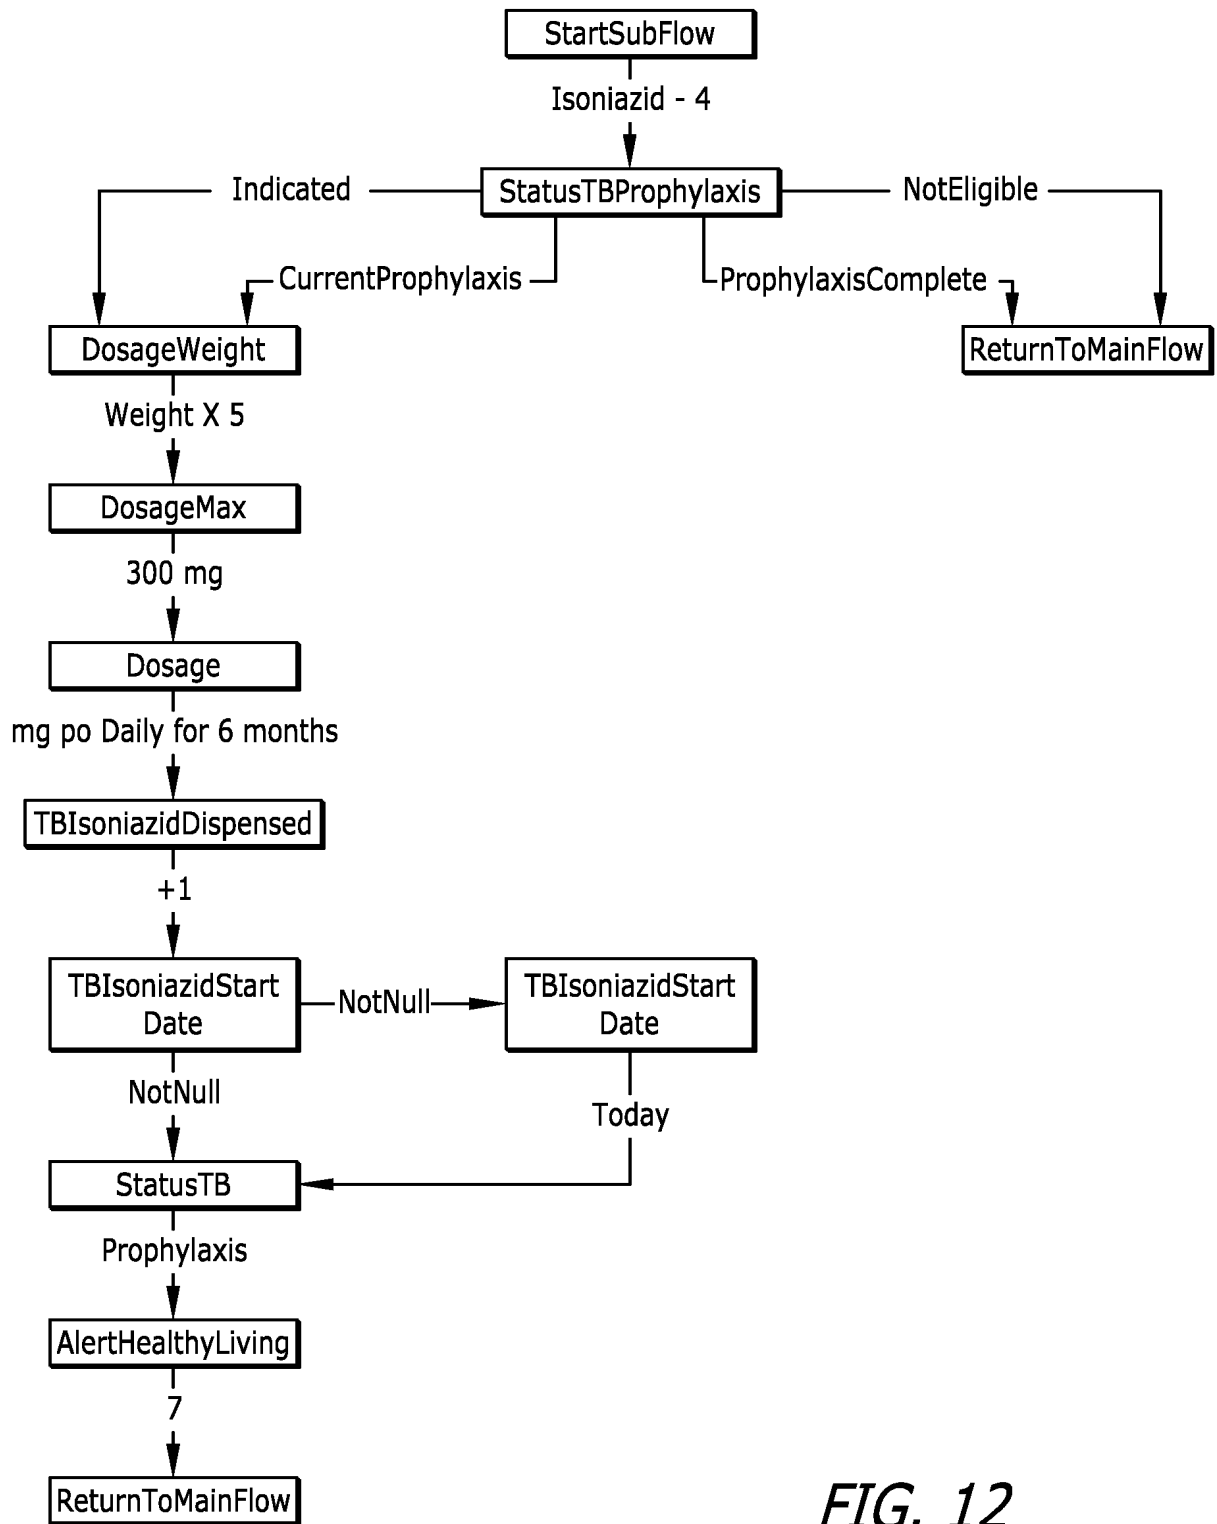 StartSubFlow
Isoniazid - 4
Indicated
StatusTBProphylaxis
NotEligible
CurrentProphylaxis
ProphylaxisComplete
DosageWeight
ReturnToMainFlow
Weight X 5
DosageMax
300 mg
Dosage
mg po Daily for 6 months
TBIsoniazidDispensed
+1
TBIsoniazidStart
Date
NotNull
TBIsoniazidStart
Date
NotNull
Today
StatusTB
Prophylaxis
AlertHealthyLiving
7
ReturnToMainFlow
FIG. 12